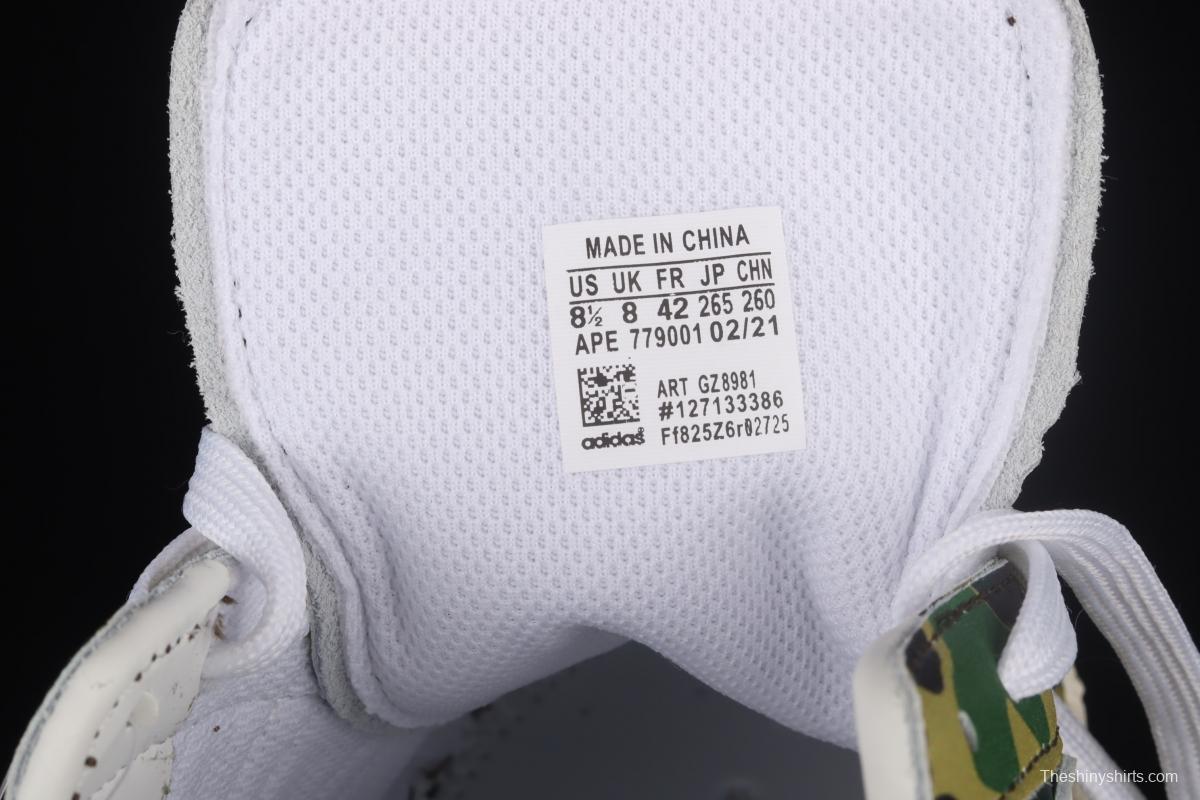 MADE IN CHINA
US UK FR JP CHN
8½ 8 42 265 260
APE 779001 02/21
ART GZ8981
#127133386
adidas
Ff825Z6r02725
Theshinyshirts.com